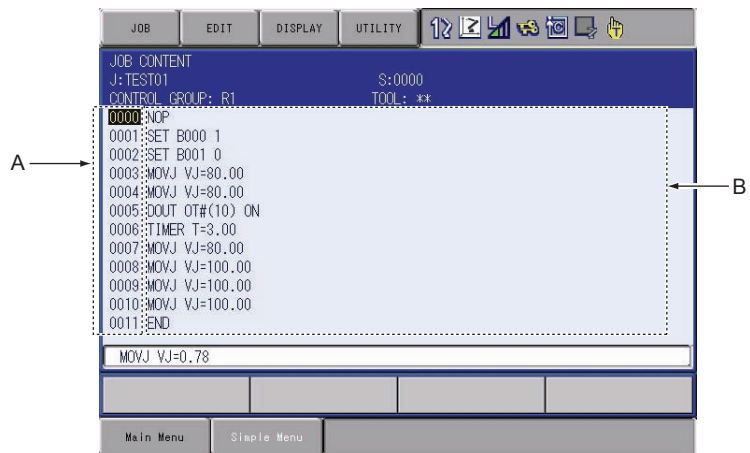 JOB EDIT DISPLAY UTILITY
JOB CONTENT
J:TEST01 S:0000
CONTROL GROUP: R1 TOOL: **
0000 NOP
0001 SET B000 1
0002 SET B001 0
0003 MOVJ VJ=80.00
0004 MOVJ VJ=80.00
0005 DOUT OT#(10) ON
0006 TIMER T=3.00
0007 MOVJ VJ=80.00
0008 MOVJ VJ=100.00
0009 MOVJ VJ=100.00
0010 MOVJ VJ=100.00
0011 END
A
B
MOVJ VJ=0.78
Main Menu Simple Menu